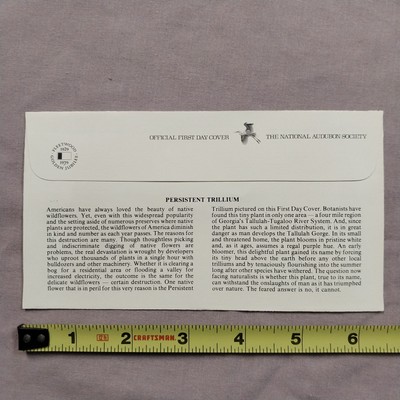 OFFICIAL FIRST DAY COVER THE NATIONAL AUDUBON SOCIETY
FLEETWOOD
1929
1979
GOLDEN JUBILEE
PERSISTENT TRILLIUM
Americans have always loved the beauty of native
wildflowers. Yet, even with this widespread popularity
and the setting aside of numerous preserves where native
plants are protected, the wildflowers of America diminish
in kind and number as each year passes. The reasons for
this destruction are many. Though thoughtless picking
and indiscriminate digging of native flowers are
problems, the real devastation is wrought by developers
who uproot thousands of plants in a single hour with
bulldozers and other machinery. Whether it is clearing a
bog for a residential area or flooding a valley for
increased electricity, the outcome is the same for the
delicate wildflowers — certain destruction. One native
flower that is in peril for this very reason is the Persistent
Trillium pictured on this First Day Cover. Botanists have
found this tiny plant in only one area — a four mile region
of Georgia's Tallulah-Tugaloo River System. And, since
the plant has such a limited distribution, it is in great
danger as man develops the Tallulah Gorge. In its small
and threatened home, the plant blooms in pristine white
and, as it ages, assumes a regal purple hue. An early
bloomer, this delightful plant gained its name by forcing
its tiny head above the earth before any other local
trilliums and by tenaciously flourishing into the summer
long after other species have withered. The question now
facing naturalists is whether this plant, true to its name,
can withstand the onslaughts of man as it has triumphed
over nature. The feared answer is no, it cannot.
1 2 CRAFTSMAN 3 4 5 6